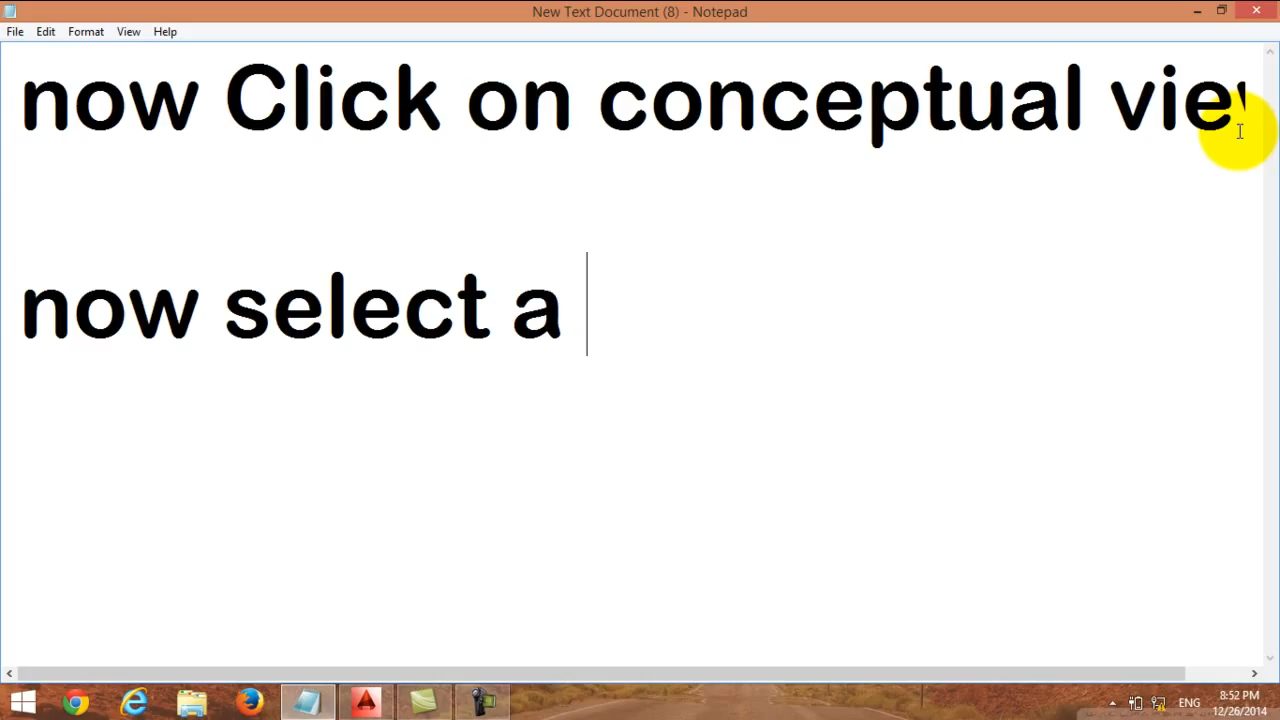 New Text Document (8) - Notepad
File Edit Format View Help
now Click on conceptual
now select a
ENG
8:52 PM
12/26/2014